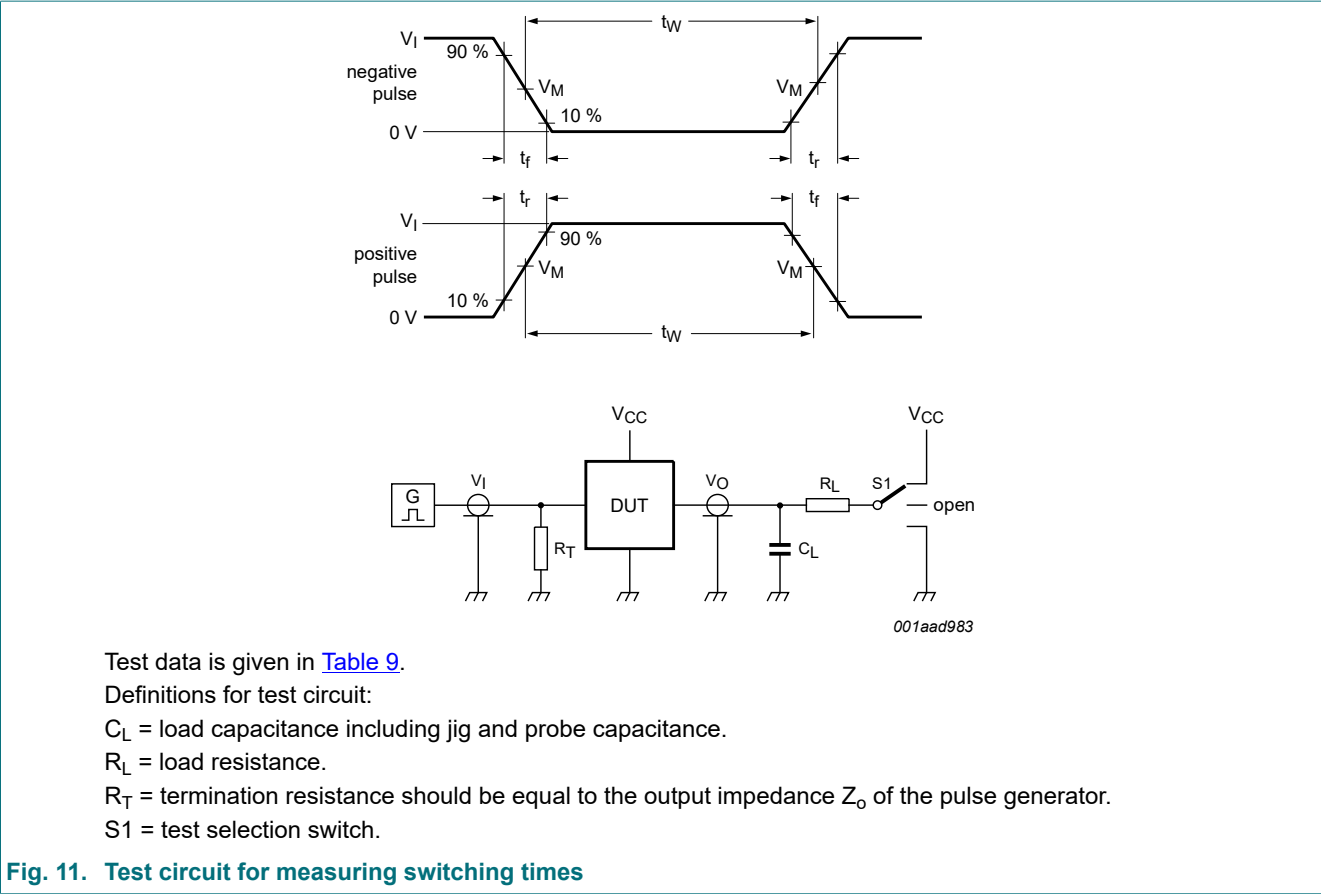 tW
VI
90 %
negative
pulse
VM
VM
10 %
0 V
tf
tr
tr
tf
VI
90 %
positive
pulse
VM
VM
10 %
0 V
tW
VCC
VCC
G
VI
DUT
VO
RL
S1
open
RT
CL
001aad983
Test data is given in Table 9.
Definitions for test circuit:
CL = load capacitance including jig and probe capacitance.
RL = load resistance.
RT = termination resistance should be equal to the output impedance Zo of the pulse generator.
S1 = test selection switch.
Fig. 11. Test circuit for measuring switching times